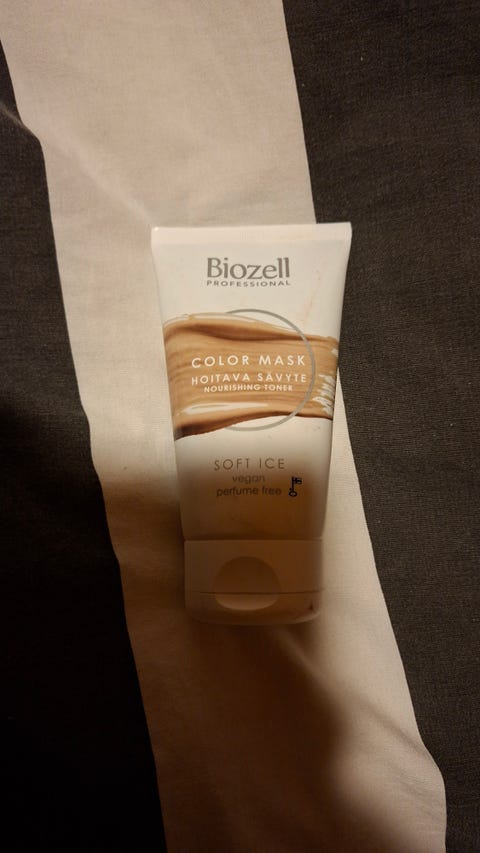 Biozell
PROFESSIONAL
COLOR MASK
HOITAVA SÄVYTE
NOURISHING TONER
SOFT ICE
vegan
perfume free